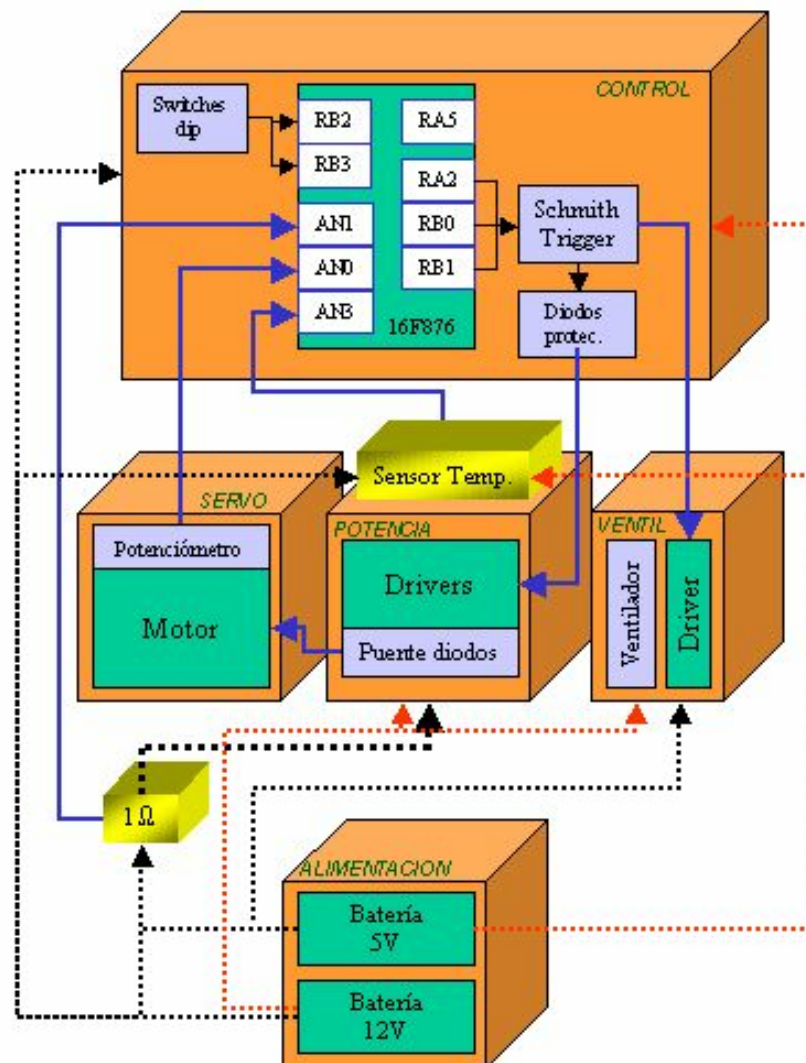 CONTROL
Switches
dip
RB2
RB3
AN1
AN0
AN3
RA5
RA2
RB0
RB1
16F876
Schmith
Trigger
Diodos
protec.
Sensor Temp.
SERVO
Potenciómetro
Motor
POTENCIA
Drivers
Puente diodos
VENTIL
Ventilador
Driver
1 Ω
ALIMENTACION
Batería
5V
Batería
12V